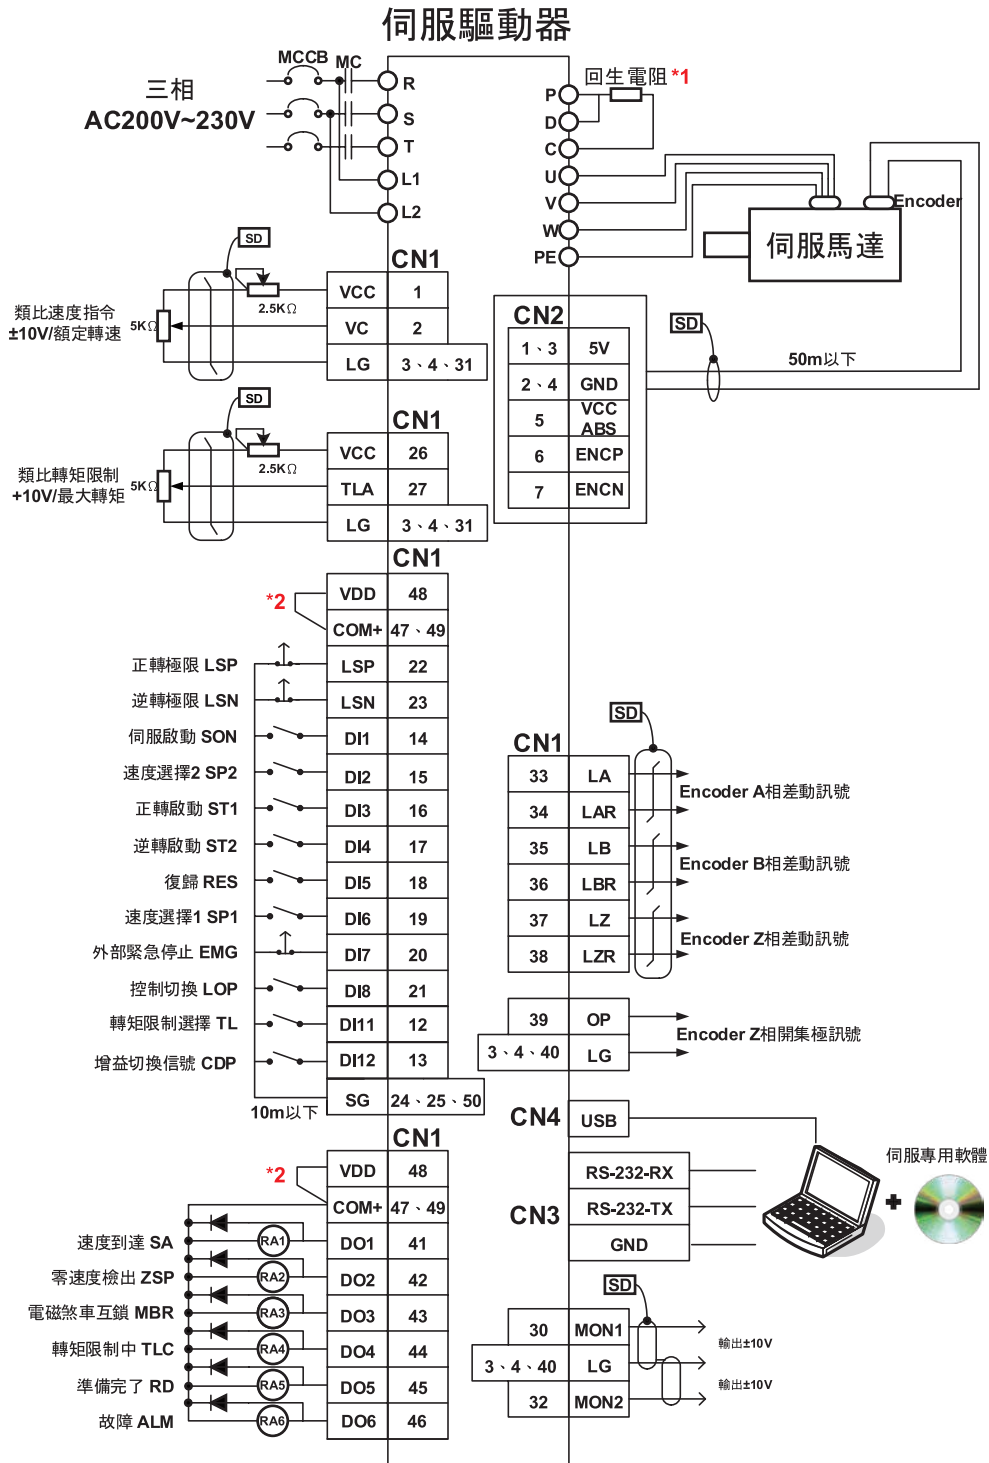 伺服驅動器
MCCB MC
三相
AC200V~230V
R
S
T
L1
L2
回生電阻 *1
P
D
C
U
V
W
PE
Encoder
伺服馬達
SD
CN1
類比速度指令
±10V/額定轉速
5KΩ
2.5KΩ
VCC 1
VC 2
LG 3、4、31
SD
CN1
類比轉矩限制
+10V/最大轉矩
5KΩ
2.5KΩ
VCC 26
TLA 27
LG 3、4、31
CN2
1、3 5V
2、4 GND
5 VCC ABS
6 ENCP
7 ENCN
SD
50m以下
CN1
*2
VDD 48
COM+ 47、49
正轉極限 LSP LSP 22
逆轉極限 LSN LSN 23
伺服啟動 SON DI1 14
速度選擇2 SP2 DI2 15
正轉啟動 ST1 DI3 16
逆轉啟動 ST2 DI4 17
復歸 RES DI5 18
速度選擇1 SP1 DI6 19
外部緊急停止 EMG DI7 20
控制切換 LOP DI8 21
轉矩限制選擇 TL DI11 12
增益切換信號 CDP DI12 13
10m以下 SG 24、25、50
SD
CN1
33 LA
34 LAR
Encoder A相差動訊號
35 LB
36 LBR
Encoder B相差動訊號
37 LZ
38 LZR
Encoder Z相差動訊號
39 OP
3、4、40 LG
Encoder Z相開集極訊號
CN1
*2
VDD 48
COM+ 47、49
速度到達 SA RA1 DO1 41
零速度檢出 ZSP RA2 DO2 42
電磁煞車互鎖 MBR RA3 DO3 43
轉矩限制中 TLC RA4 DO4 44
準備完了 RD RA5 DO5 45
故障 ALM RA6 DO6 46
CN4 USB
CN3
RS-232-RX
RS-232-TX
GND
伺服專用軟體
SD
30 MON1
輸出±10V
3、4、40 LG
輸出±10V
32 MON2